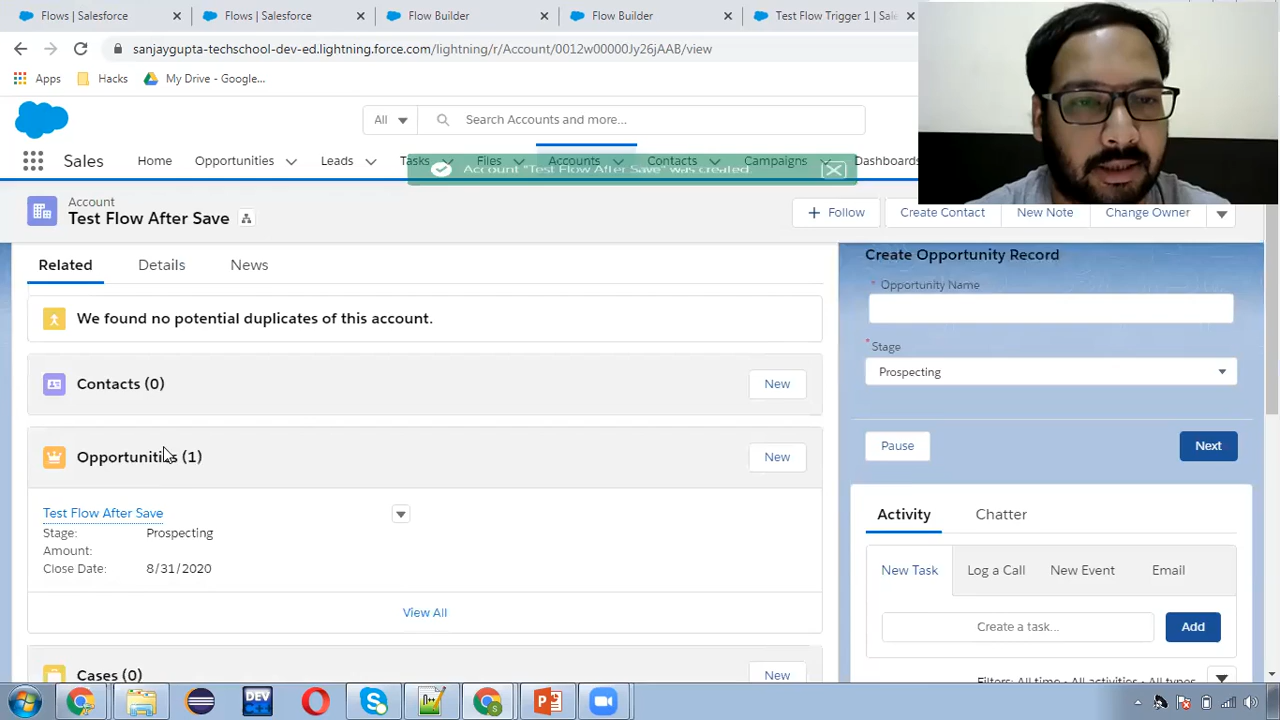 Flows | Salesforce
Flows | Salesforce
Flow Builder
Flow Builder
Test Flow Trigger 1 | Sale
sanjaygupta-techschool-dev-ed.lightning.force.com/lightning/r/Account/0012w00000Jy26jAAB/view
Apps
Hacks
My Drive - Google...
All
Search Accounts and more...
Sales
Home
Opportunities
Leads
Tasks
Files
Accounts
Contacts
Campaigns
Dashboards
Account "Test Flow After Save" was created.
Account
Test Flow After Save
Follow
Create Contact
New Note
Change Owner
Related
Details
News
We found no potential duplicates of this account.
Contacts (0)
New
Opportunities (1)
New
Test Flow After Save
Stage: Prospecting
Amount:
Close Date: 8/31/2020
View All
Cases (0)
New
Create Opportunity Record
* Opportunity Name
* Stage
Prospecting
Pause
Next
Activity
Chatter
New Task
Log a Call
New Event
Email
Create a task...
Add
Filters: All time • All activities • All types
DEV